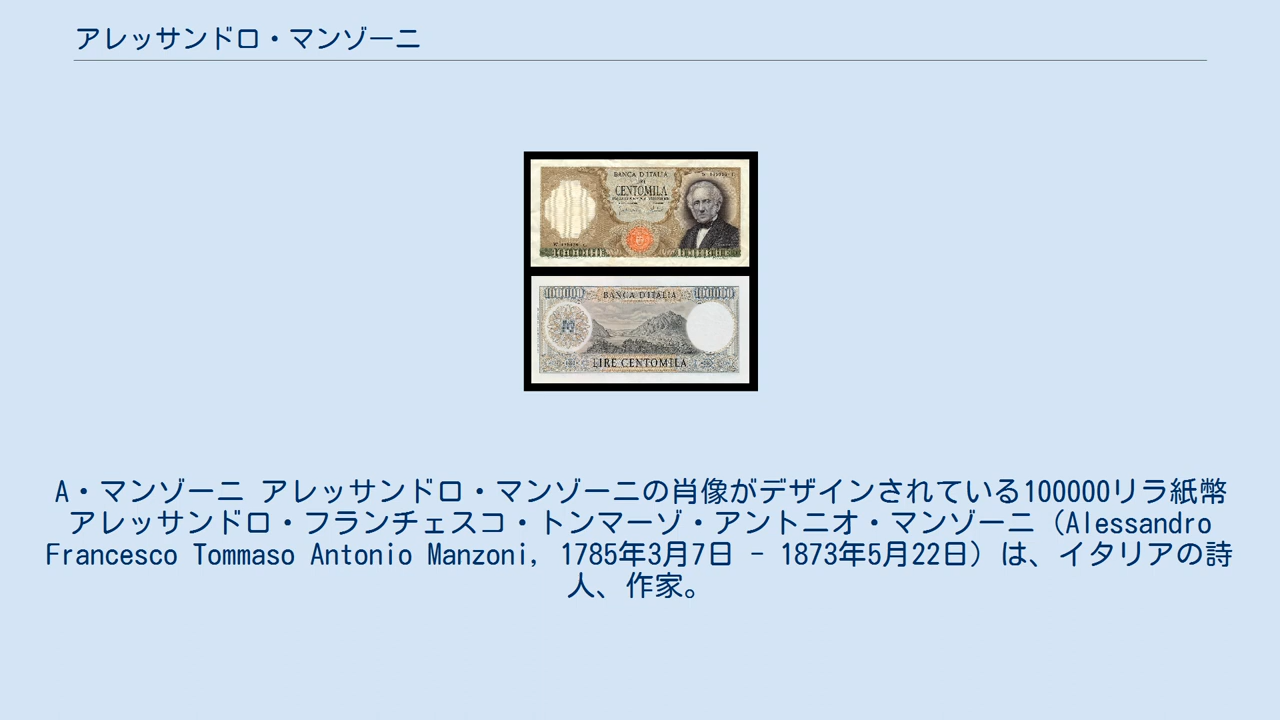 アレッサンドロ・マンゾーニ
BANCA D'ITALIA
CENTOMILA
100000 BANCA D'ITALIA 100000
LIRE CENTOMILA
A・マンゾーニ アレッサンドロ・マンゾーニの肖像がデザインされている100000リラ紙幣
アレッサンドロ・フランチェスコ・トンマーゾ・アントニオ・マンゾーニ（Alessandro
Francesco Tommaso Antonio Manzoni, 1785年3月7日 - 1873年5月22日）は、イタリアの詩
人、作家。